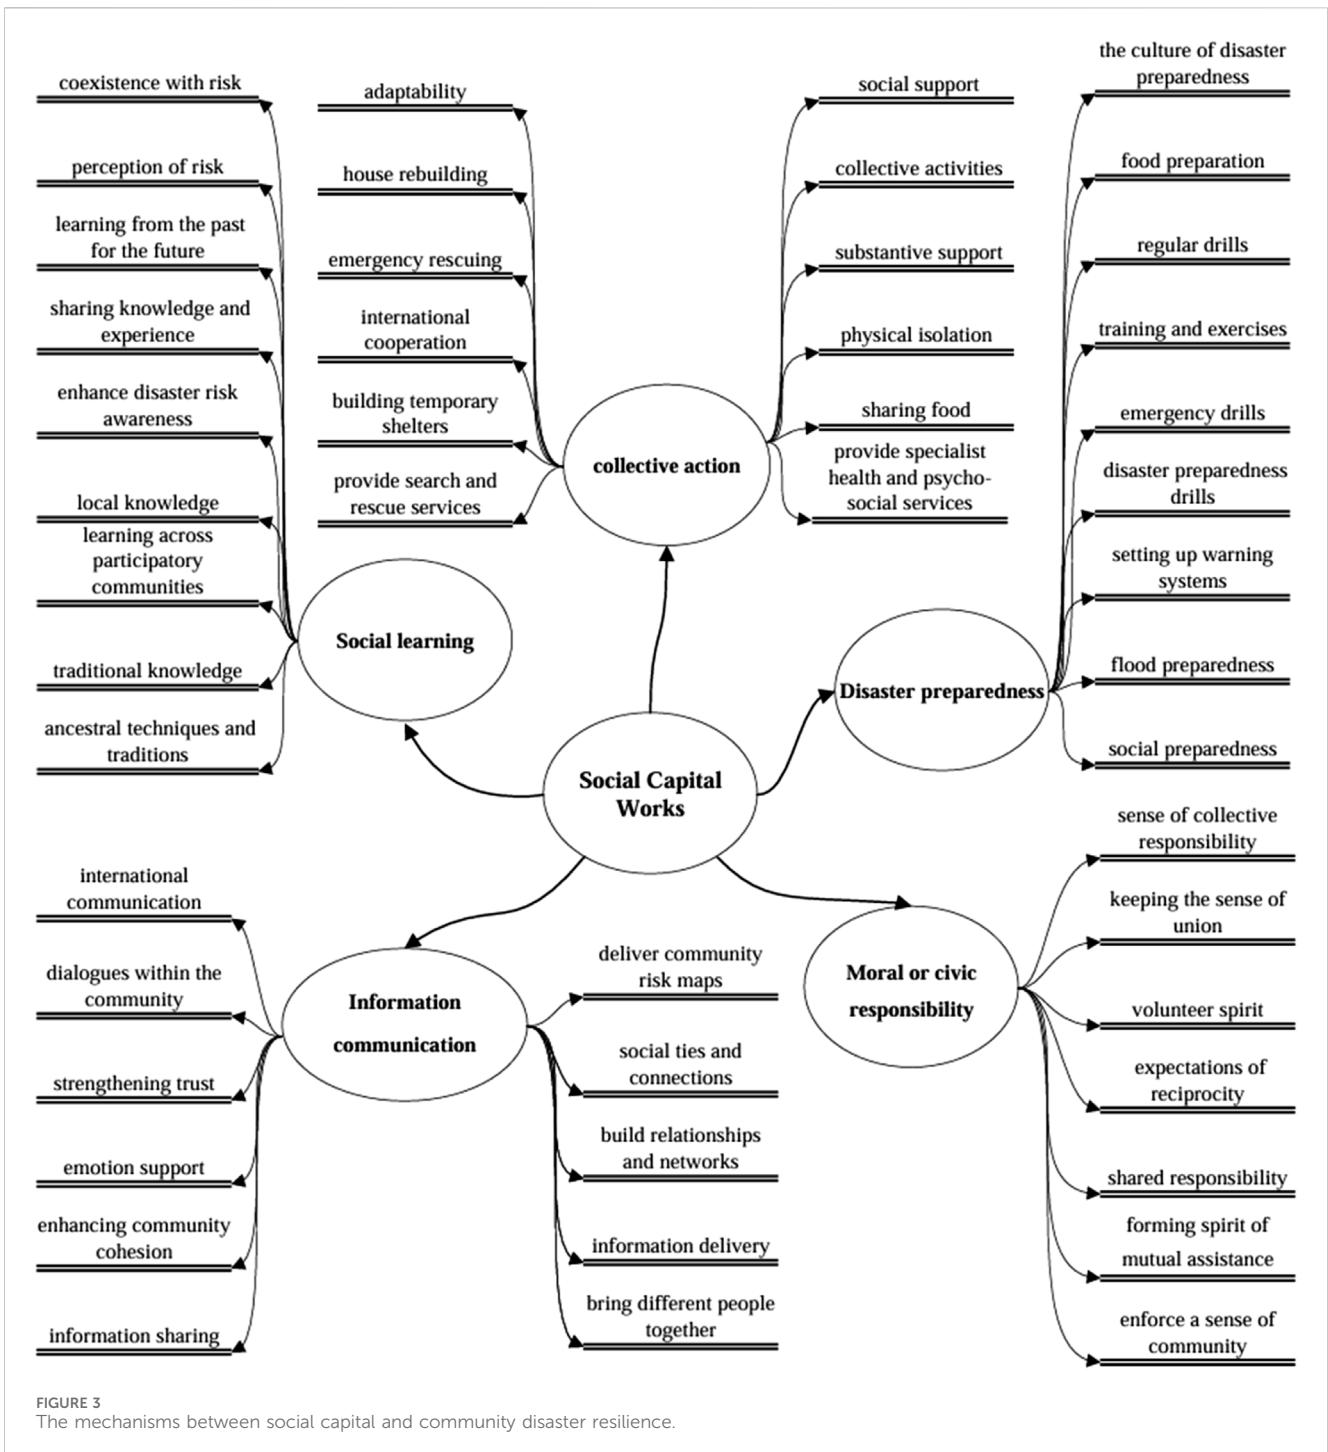 coexistence with risk
perception of risk
learning from the past
for the future
sharing knowledge and
experience
enhance disaster risk
awareness
local knowledge
learning across
participatory
communities
traditional knowledge
ancestral techniques and
traditions
Social learning
adaptability
house rebuilding
emergency rescuing
international
cooperation
building temporary
shelters
provide search and
rescue services
collective action
social support
collective activities
substantive support
physical isolation
sharing food
provide specialist
health and psycho-
social services
the culture of disaster
preparedness
food preparation
regular drills
training and exercises
emergency drills
disaster preparedness
drills
setting up warning
systems
flood preparedness
social preparedness
Disaster preparedness
Social Capital
Works
international
communication
dialogues within the
community
strengthening trust
emotion support
enhancing community
cohesion
information sharing
Information
communication
deliver community
risk maps
social ties and
connections
build relationships
and networks
information delivery
bring different people
together
Moral or civic
responsibility
sense of collective
responsibility
keeping the sense of
union
volunteer spirit
expectations of
reciprocity
shared responsibility
forming spirit of
mutual assistance
enforce a sense of
community
FIGURE 3
The mechanisms between social capital and community disaster resilience.